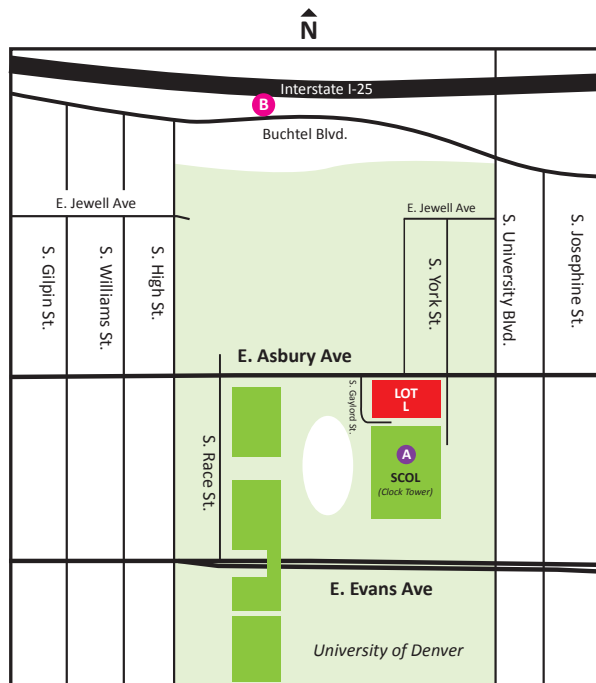 N
Interstate I-25
B
Buchtel Blvd.
E. Jewell Ave
E. Jewell Ave
S. Gilpin St.
S. Williams St.
S. High St.
S. York St.
S. University Blvd.
S. Josephine St.
E. Asbury Ave
S. Race St.
S. Gaylord St.
LOT
L
A
SCOL
(Clock Tower)
E. Evans Ave
University of Denver